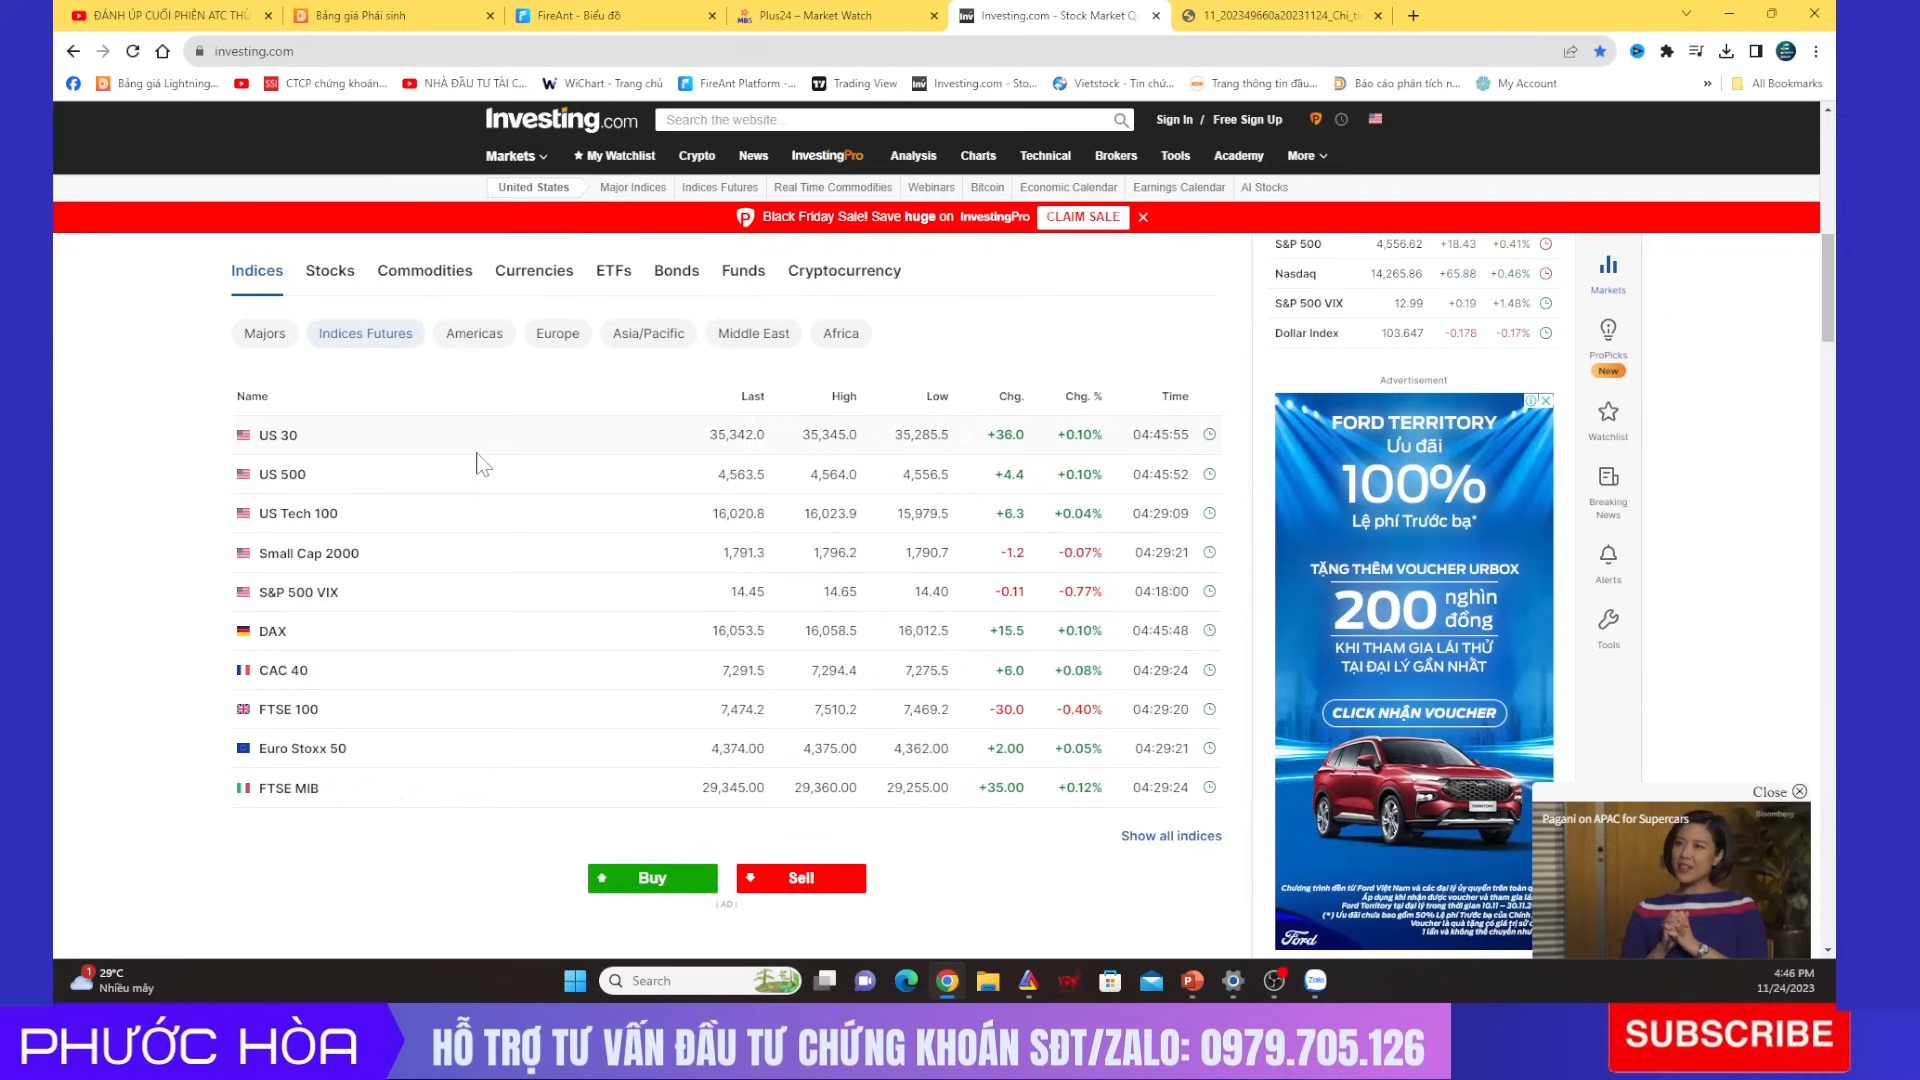 ĐÁNH ÚP CUỐI PHIÊN ATC THỦ
Bảng giá Phái sinh
FireAnt - Biểu đồ
Plus24 – Market Watch
Investing.com - Stock Market Q
11_202349660a20231124_Chi_ti
investing.com
Bảng giá Lightning...
CTCP chứng khoán...
NHÀ ĐẦU TƯ TÀI C...
WiChart - Trang chủ
FireAnt Platform -...
Trading View
Investing.com - Sto...
Vietstock - Tin chứ...
Trang thông tin đầu...
Báo cáo phân tích n...
My Account
»
All Bookmarks
Investing.com
Search the website...
Sign In / Free Sign Up
Markets
My Watchlist
Crypto
News
InvestingPro
Analysis
Charts
Technical
Brokers
Tools
Academy
More
United States
Major Indices
Indices Futures
Real Time Commodities
Webinars
Bitcoin
Economic Calendar
Earnings Calendar
AI Stocks
Black Friday Sale! Save huge on InvestingPro
CLAIM SALE
Indices
Stocks
Commodities
Currencies
ETFs
Bonds
Funds
Cryptocurrency
Majors
Indices Futures
Americas
Europe
Asia/Pacific
Middle East
Africa
Name Last High Low Chg. Chg. % Time
US 30 35,342.0 35,345.0 35,285.5 +36.0 +0.10% 04:45:55
US 500 4,563.5 4,564.0 4,556.5 +4.4 +0.10% 04:45:52
US Tech 100 16,020.8 16,023.9 15,979.5 +6.3 +0.04% 04:29:09
Small Cap 2000 1,791.3 1,796.2 1,790.7 -1.2 -0.07% 04:29:21
S&P 500 VIX 14.45 14.65 14.40 -0.11 -0.77% 04:18:00
DAX 16,053.5 16,058.5 16,012.5 +15.5 +0.10% 04:45:48
CAC 40 7,291.5 7,294.4 7,275.5 +6.0 +0.08% 04:29:24
FTSE 100 7,474.2 7,510.2 7,469.2 -30.0 -0.40% 04:29:20
Euro Stoxx 50 4,374.00 4,375.00 4,362.00 +2.00 +0.05% 04:29:21
FTSE MIB 29,345.00 29,360.00 29,255.00 +35.00 +0.12% 04:29:24
Show all indices
Buy
Sell
| AD |
S&P 500 4,556.62 +18.43 +0.41%
Nasdaq 14,265.86 +65.88 +0.46%
S&P 500 VIX 12.99 +0.19 +1.48%
Dollar Index 103.647 -0.178 -0.17%
Advertisement
FORD TERRITORY
Ưu đãi
100%
Lệ phí Trước bạ*
TẶNG THÊM VOUCHER URBOX
200 nghìn đồng
KHI THAM GIA LÁI THỬ
TẠI ĐẠI LÝ GẦN NHẤT
CLICK NHẬN VOUCHER
TERRITORY
Ford
Markets
ProPicks
New
Watchlist
Breaking
News
Alerts
Tools
Close
Pagani on APAC for Supercars
Bloomberg
1
29°C
Nhiều mây
Search
Zalo
4:46 PM
11/24/2023
PHƯỚC HÒA
HỖ TRỢ TƯ VẤN ĐẦU TƯ CHỨNG KHOÁN SĐT/ZALO: 0979.705.126
SUBSCRIBE